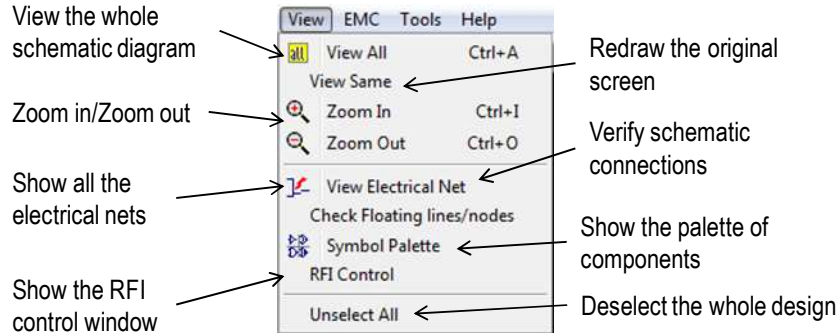 View the whole
schematic diagram
Zoom in/Zoom out
Show all the
electrical nets
Show the RFI
control window
View EMC Tools Help
all View All Ctrl+A
View Same
Zoom In Ctrl+I
Zoom Out Ctrl+O
View Electrical Net
Check Floating lines/nodes
Symbol Palette
RFI Control
Unselect All
Redraw the original
screen
Verify schematic
connections
Show the palette of
components
Deselect the whole design